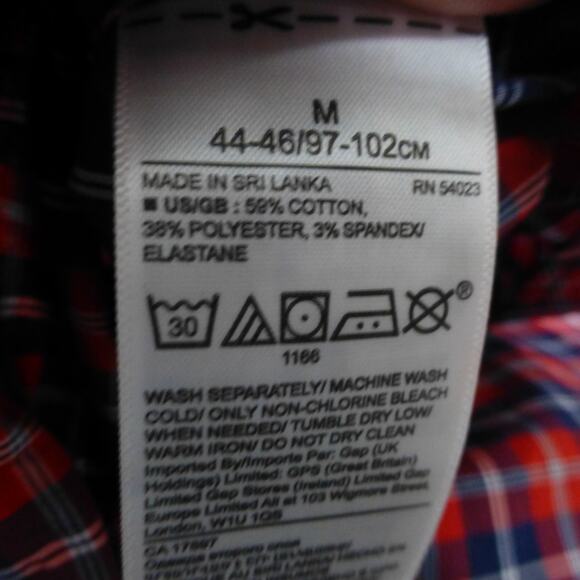 M
44-46/97-102CM
MADE IN SRI LANKA RN 54023
■ US/GB : 59% COTTON,
38% POLYESTER, 3% SPANDEX/
ELASTANE
30
®
1166
WASH SEPARATELY/ MACHINE WASH
COLD/ ONLY NON-CHLORINE BLEACH
WHEN NEEDED/ TUMBLE DRY LOW/
WARM IRON/ DO NOT DRY CLEAN
Imported By/Importe Par: Gap (UK
Holdings) Limited: GPS (Great Britain)
Limited Gap Stores (Ireland) Limited Gap
Europe Limited All at 103 Wigmore Street,
London, W1U 1QS
CA 17897